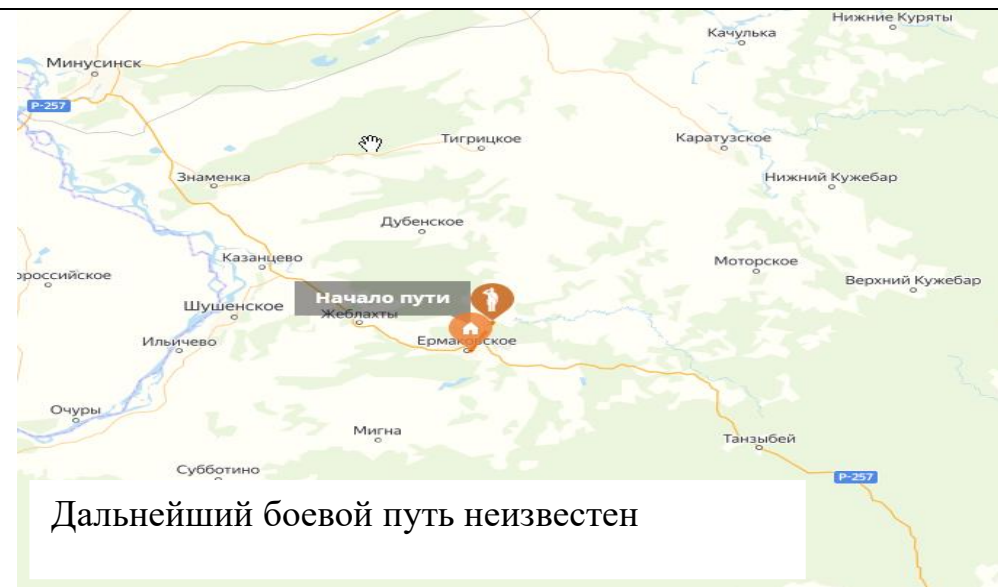 Нижние Куряты
Качулька
Минусинск
Р-257
Тигрицкое
Каратузское
Знаменка
Нижний Кужебар
Дубенское
Казанцево
Моторское
ороссийское
Верхний Кужебар
Начало пути
Шушенское
Жеблахты
Ильичево
Ермаковское
Очуры
Мигна
Танзыбей
Субботино
Р-257
Дальнейший боевой путь неизвестен